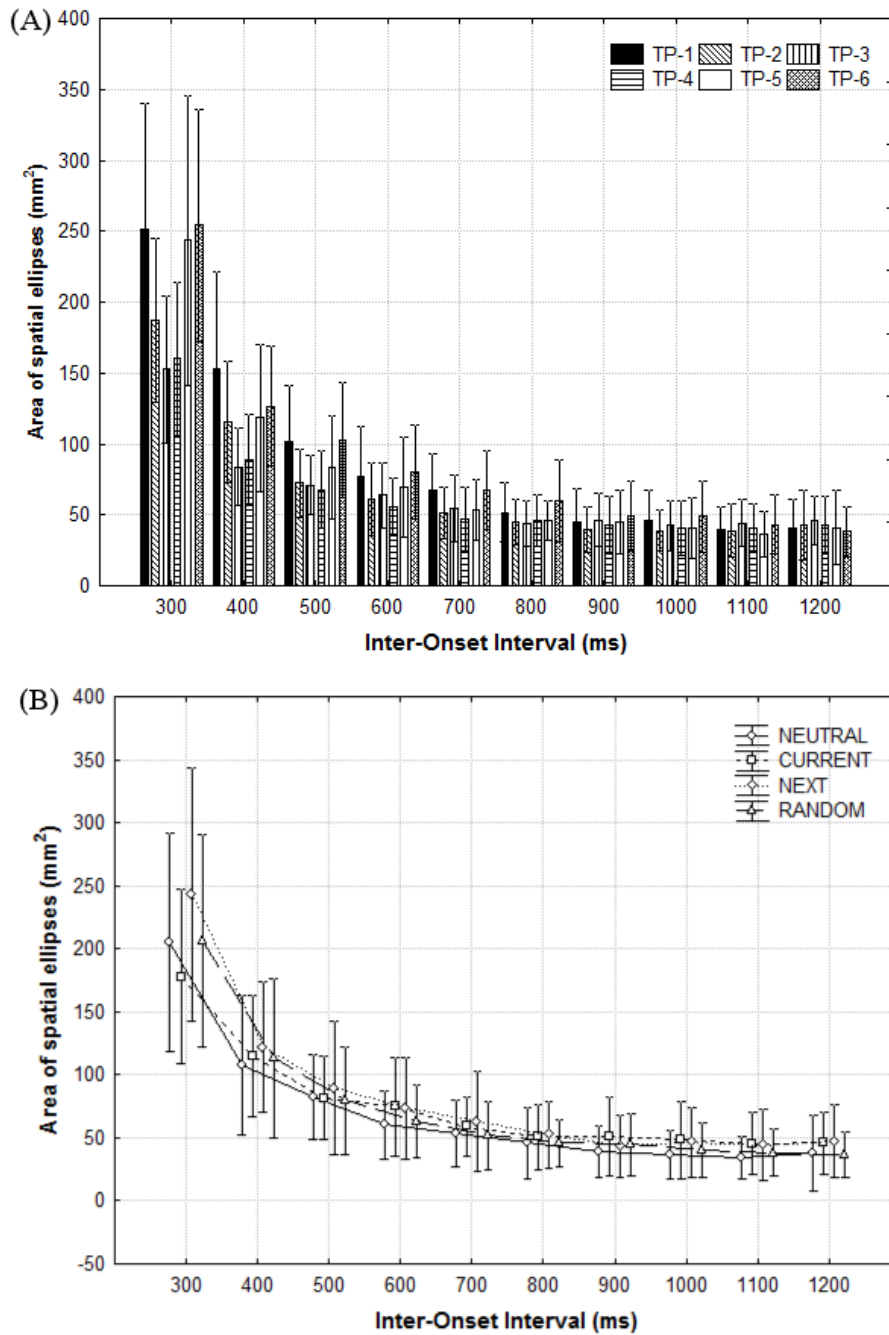 (A)
400
350
300
250
200
150
100
50
0
Area of spatial ellipses (mm²)
TP-1 TP-2 TP-3
TP-4 TP-5 TP-6
300 400 500 600 700 800 900 1000 1100 1200
Inter-Onset Interval (ms)
(B)
400
350
300
250
200
150
100
50
0
-50
Area of spatial ellipses (mm²)
NEUTRAL
CURRENT
NEXT
RANDOM
300 400 500 600 700 800 900 1000 1100 1200
Inter-Onset Interval (ms)